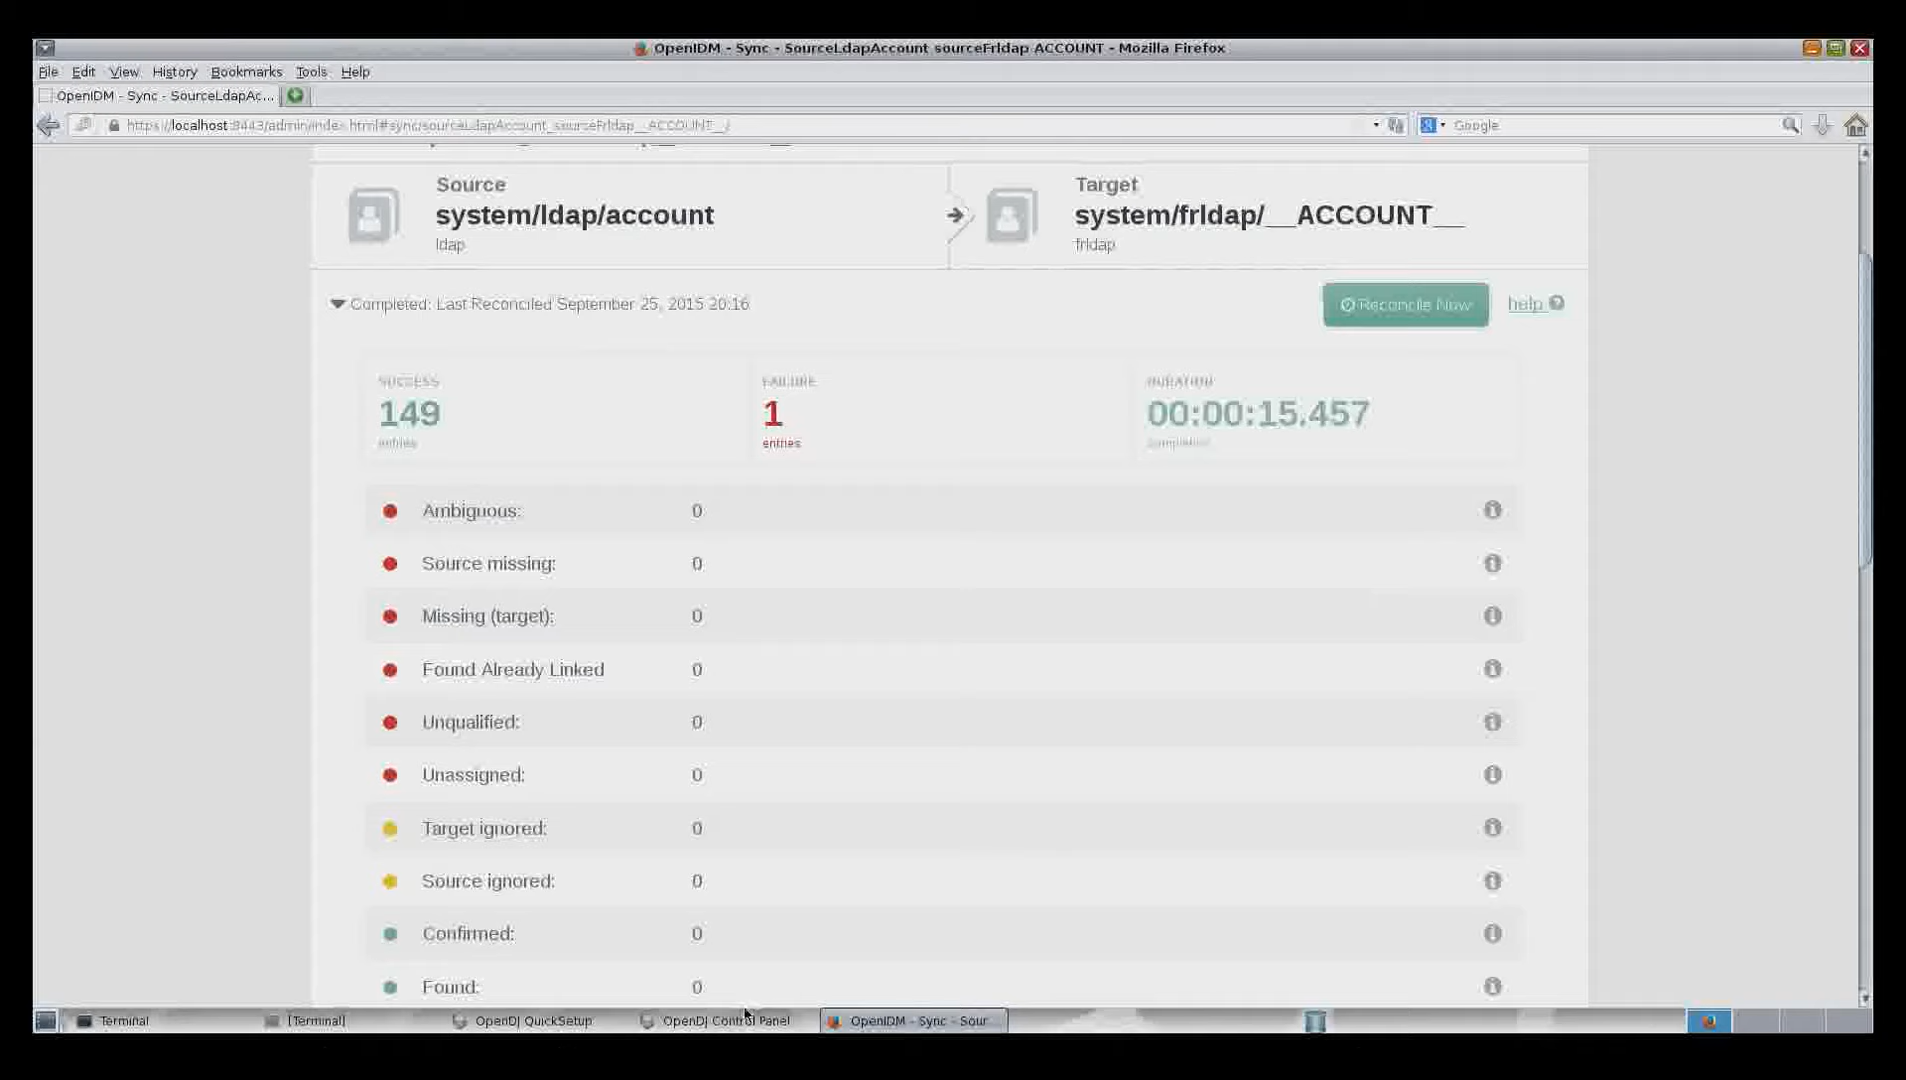 OpenIDM - Sync - SourceLdapAccount sourceFrldap ACCOUNT - Mozilla Firefox
File Edit View History Bookmarks Tools Help
OpenIDM - Sync - SourceLdapAc...
https://localhost:8443/admin/index.html#sync/sourceLdapAccount_sourceFrldap__ACCOUNT__/
Google
Source
system/ldap/account
ldap
Target
system/frldap/__ACCOUNT__
frldap
Completed: Last Reconciled September 25, 2015 20:16
Reconcile Now
help
SUCCESS
149
entries
FAILURE
1
entries
DURATION
00:00:15.457
completed
Ambiguous: 0
Source missing: 0
Missing (target): 0
Found Already Linked 0
Unqualified: 0
Unassigned: 0
Target ignored: 0
Source ignored: 0
Confirmed: 0
Found: 0
Terminal
[Terminal]
OpenDJ QuickSetup
OpenDJ Control Panel
OpenIDM - Sync - Sour